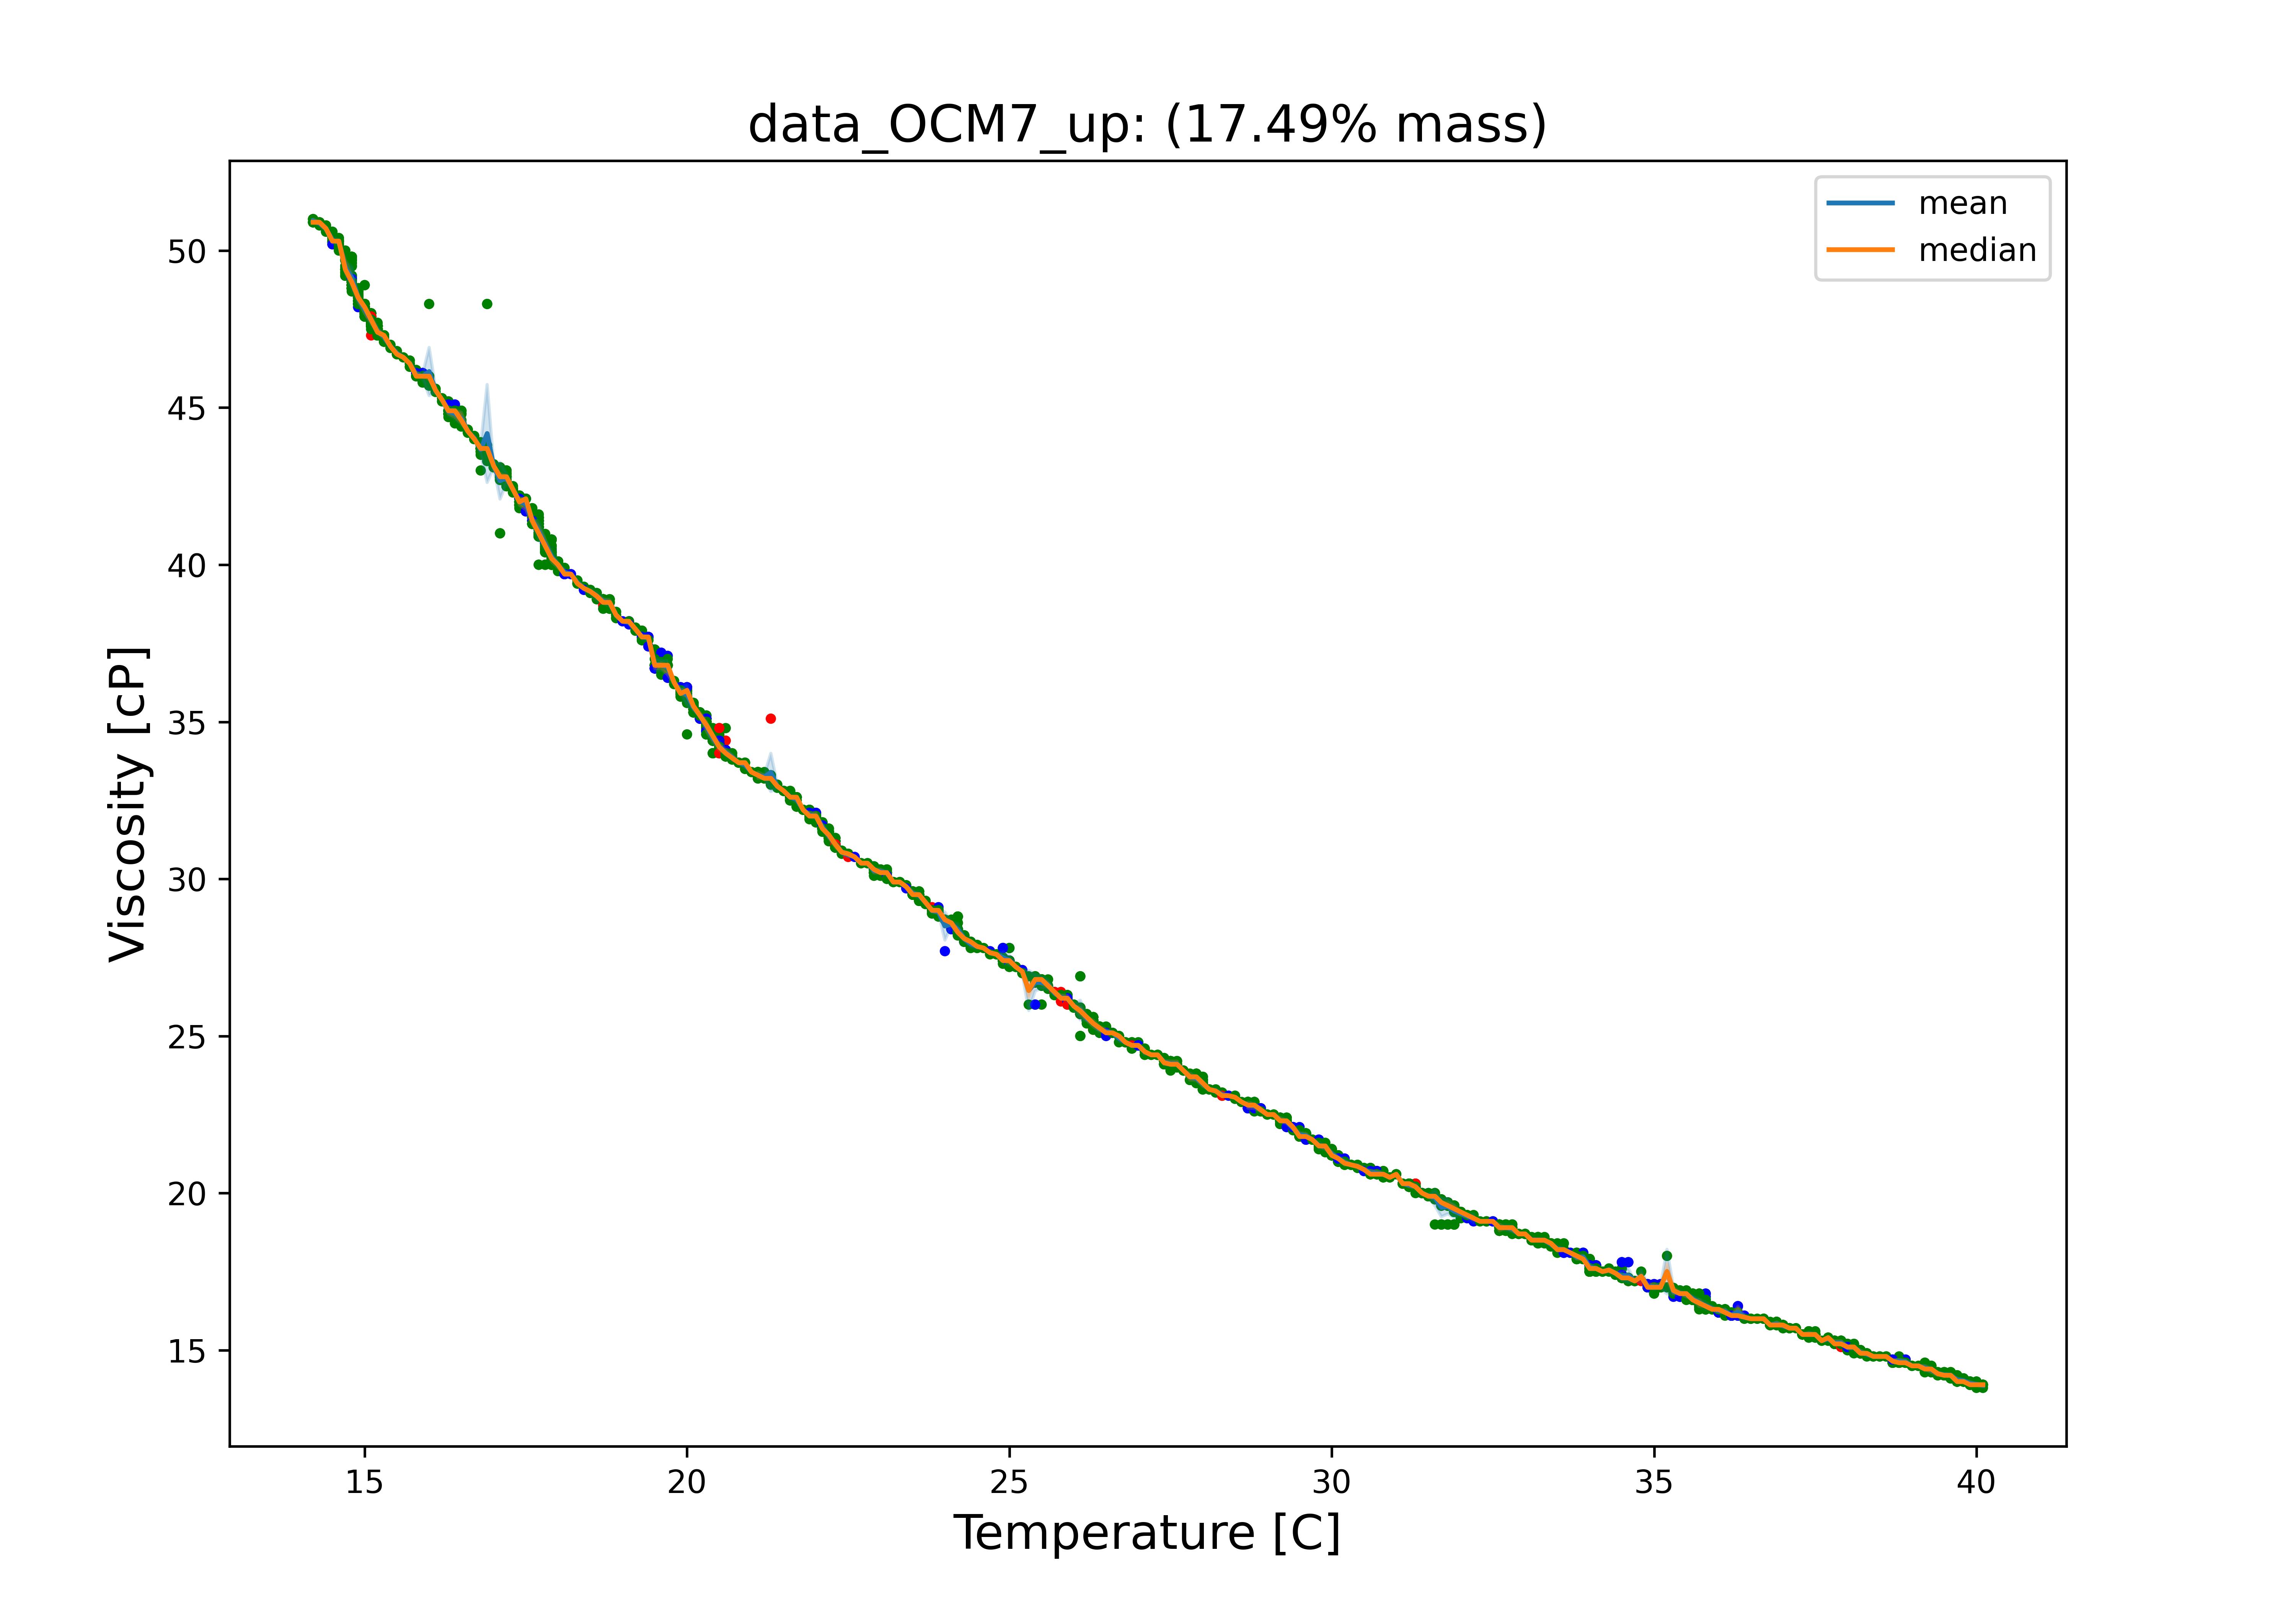 data_OCM7_up: (17.49% mass)
mean
median
50
45
40
35
30
25
20
15
Viscosity [cP]
15 20 25 30 35 40
Temperature [C]